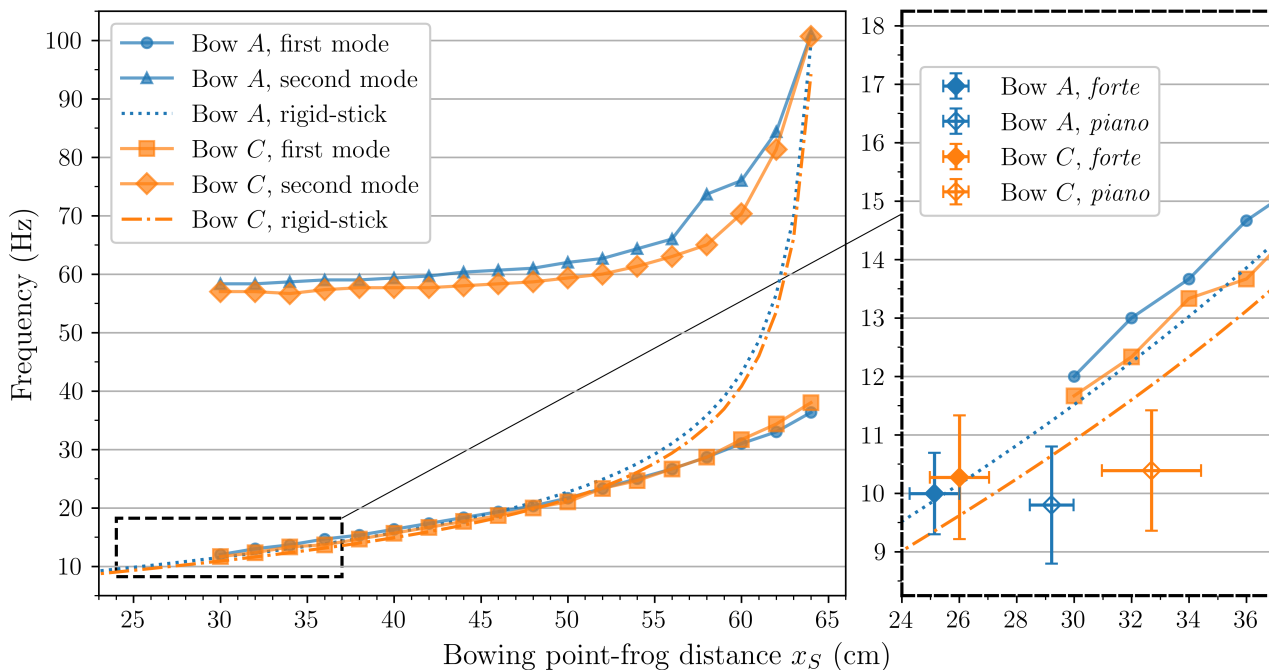 Frequency (Hz)
100
90
80
70
60
50
40
30
20
10
Bow A, first mode
Bow A, second mode
Bow A, rigid-stick
Bow C, first mode
Bow C, second mode
Bow C, rigid-stick
25 30 35 40 45 50 55 60 65
18
17
16
15
14
13
12
11
10
9
Bow A, forte
Bow A, piano
Bow C, forte
Bow C, piano
24 26 28 30 32 34 36
Bowing point-frog distance x_S (cm)